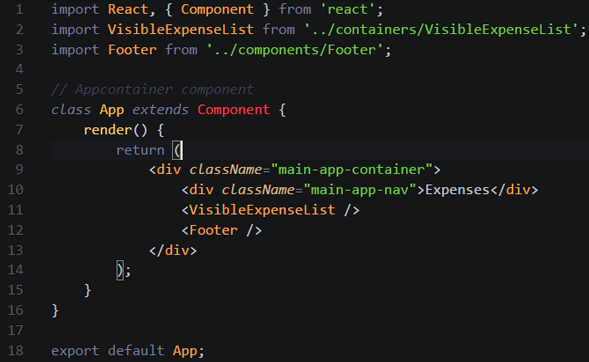 1 import React, { Component } from 'react';
2 import VisibleExpenseList from '../containers/VisibleExpenseList';
3 import Footer from '../components/Footer';
4
5 // Appcontainer component
6 class App extends Component {
7     render() {
8         return (
9             <div className="main-app-container">
10                 <div className="main-app-nav">Expenses</div>
11                 <VisibleExpenseList />
12                 <Footer />
13             </div>
14         );
15     }
16 }
17
18 export default App;